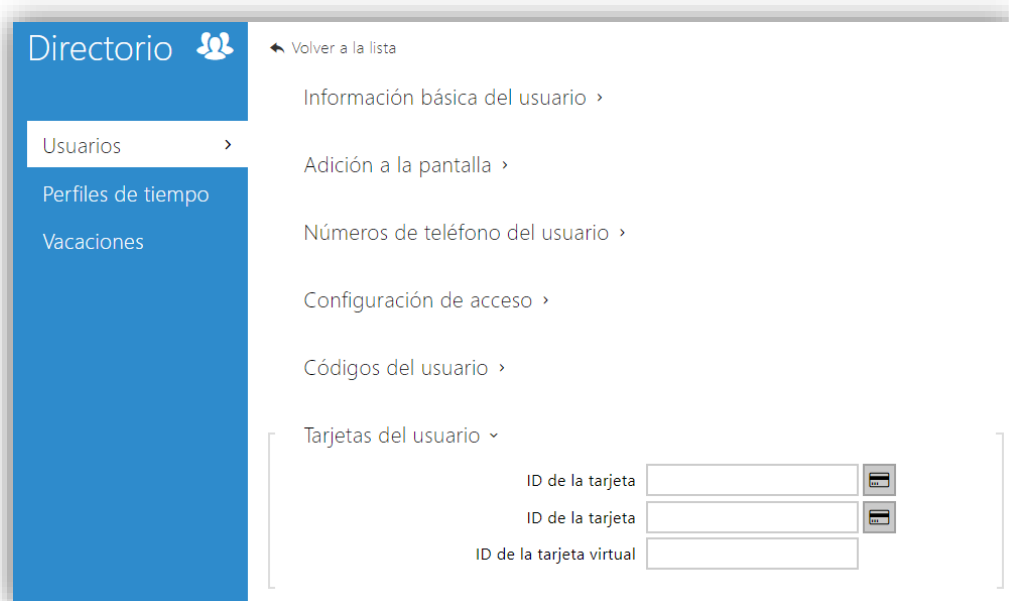 Directorio
Volver a la lista
Información básica del usuario
Usuarios
Adición a la pantalla
Perfiles de tiempo
Números de teléfono del usuario
Vacaciones
Configuración de acceso
Códigos del usuario
Tarjetas del usuario
ID de la tarjeta
ID de la tarjeta
ID de la tarjeta virtual